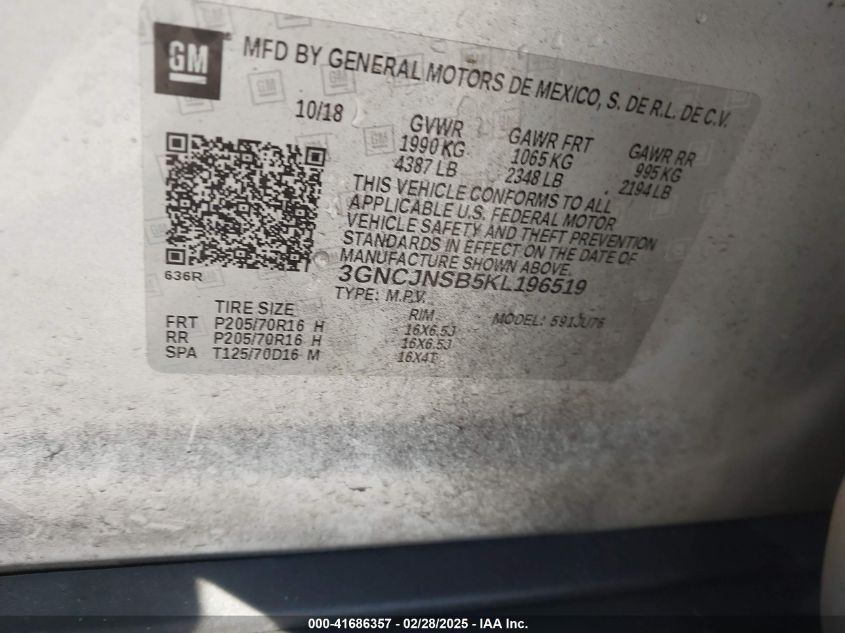 GM
MFD BY GENERAL MOTORS DE MEXICO, S. DE R.L. DE C.V.
10/18
GVWR GAWR FRT GAWR RR
1990 KG 1065 KG 995 KG
4387 LB 2348 LB 2194 LB
THIS VEHICLE CONFORMS TO ALL
APPLICABLE U.S. FEDERAL MOTOR
VEHICLE SAFETY AND THEFT PREVENTION
STANDARDS IN EFFECT ON THE DATE OF
MANUFACTURE SHOWN ABOVE.
636R
3GNCJNSB5KL196519
TYPE: M.P.V. MODEL: 591JU76
TIRE SIZE RIM
FRT P205/70R16 H 16X6.5J
RR P205/70R16 H 16X6.5J
SPA T125/70D16 M 16X4T
000-41686357 | 02/28/2025 - IAA Inc.